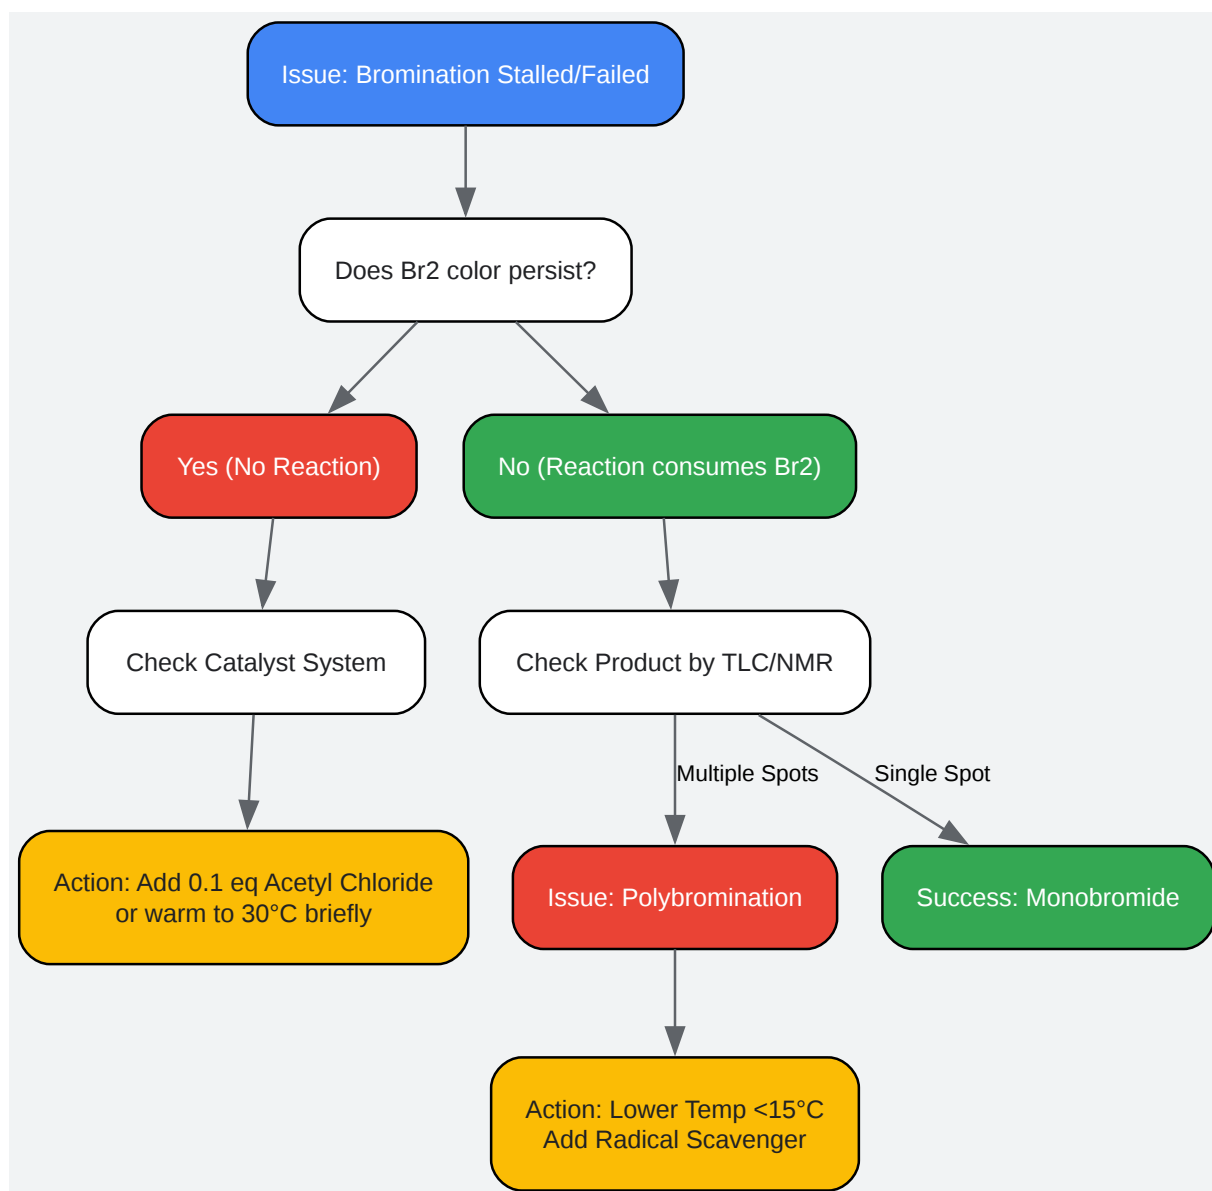 Issue: Bromination Stalled/Failed
Does Br2 color persist?
Yes (No Reaction)
No (Reaction consumes Br2)
Check Catalyst System
Check Product by TLC/NMR
Multiple Spots
Single Spot
Action: Add 0.1 eq Acetyl Chloride
or warm to 30°C briefly
Issue: Polybromination
Success: Monobromide
Action: Lower Temp <15°C
Add Radical Scavenger